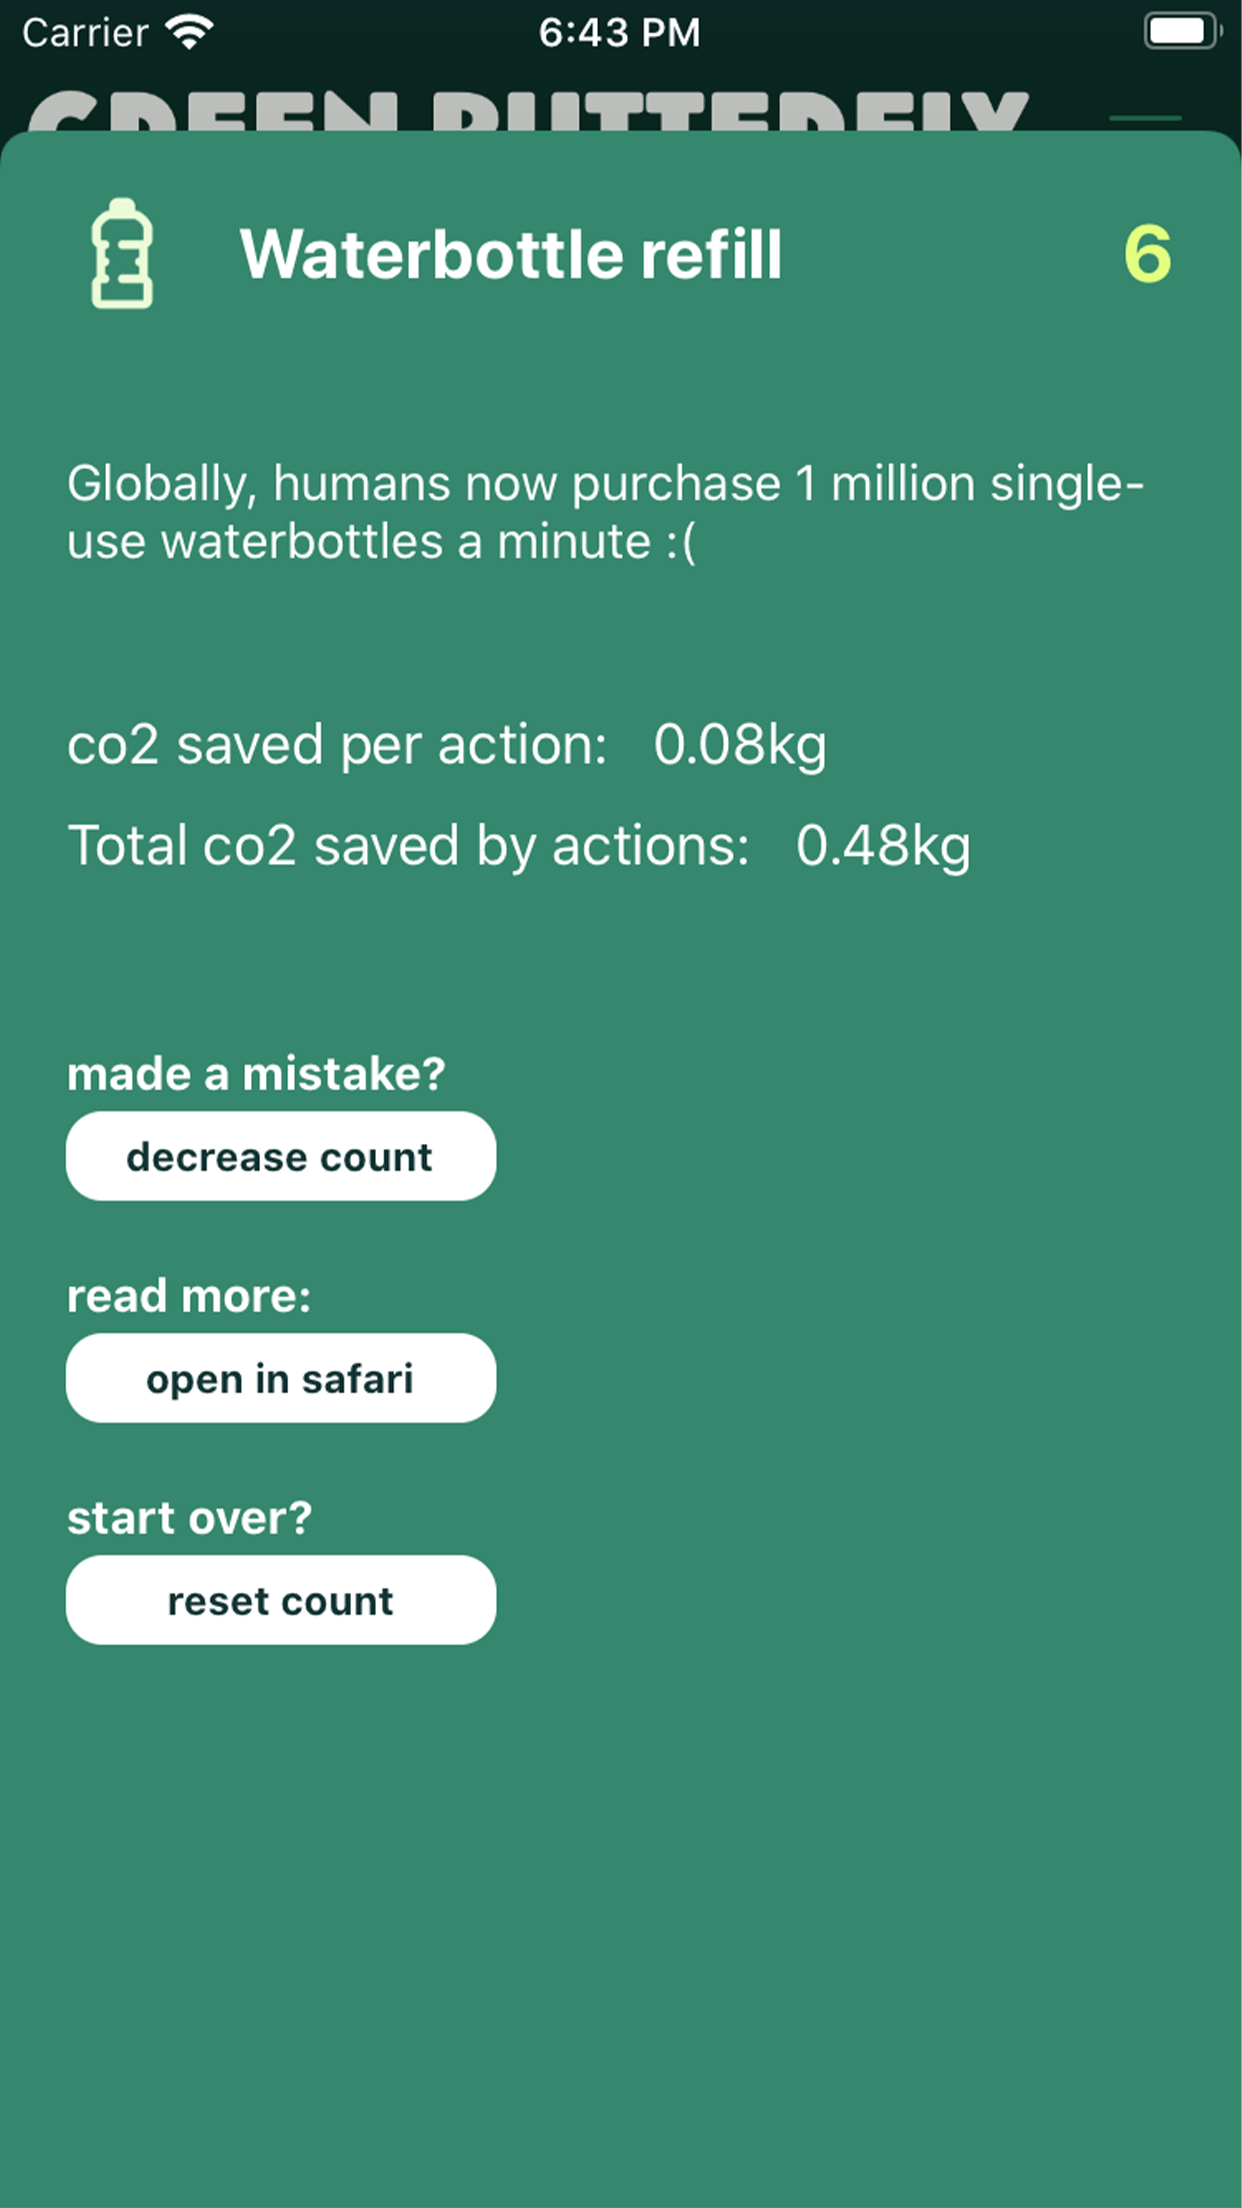 Carrier 6:43 PM
GREEN BUTTERFLY
Waterbottle refill 6
Globally, humans now purchase 1 million single-
use waterbottles a minute :(
co2 saved per action: 0.08kg
Total co2 saved by actions: 0.48kg
made a mistake?
decrease count
read more:
open in safari
start over?
reset count